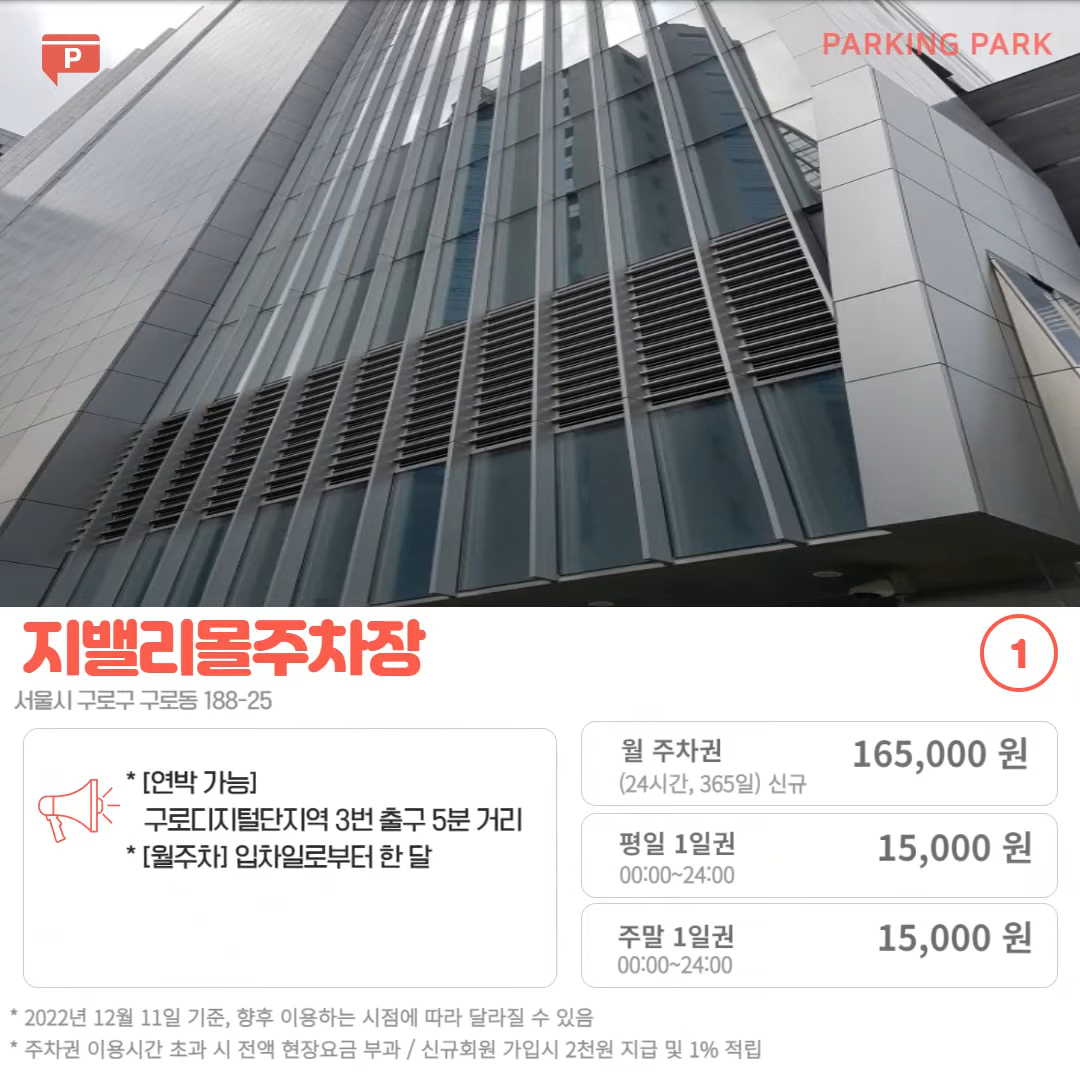 P
PARKING PARK
지밸리몰주차장
1
서울시 구로구 구로동 188-25
* [연박 가능]
구로디지털단지역 3번 출구 5분 거리
* [월주차] 입차일로부터 한 달
월 주차권
165,000 원
(24시간, 365일) 신규
평일 1일권
15,000 원
00:00~24:00
주말 1일권
15,000 원
00:00~24:00
* 2022년 12월 11일 기준, 향후 이용하는 시점에 따라 달라질 수 있음
* 주차권 이용시간 초과 시 전액 현장요금 부과 / 신규회원 가입시 2천원 지급 및 1% 적립